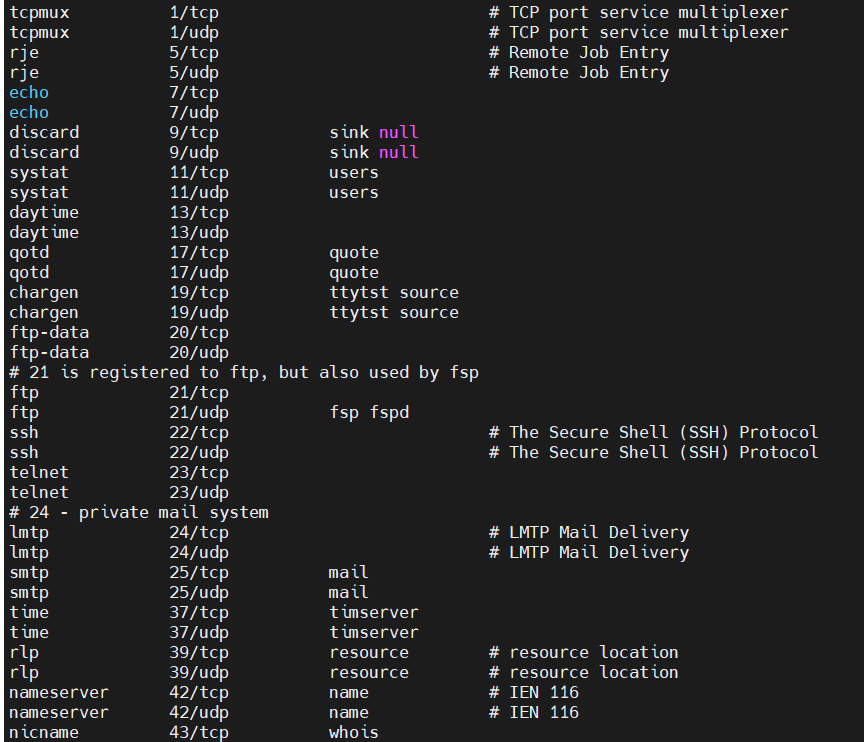 tcpmux          1/tcp                           # TCP port service multiplexer
tcpmux          1/udp                           # TCP port service multiplexer
rje             5/tcp                           # Remote Job Entry
rje             5/udp                           # Remote Job Entry
echo            7/tcp
echo            7/udp
discard         9/tcp           sink null
discard         9/udp           sink null
systat          11/tcp          users
systat          11/udp          users
daytime         13/tcp
daytime         13/udp
qotd            17/tcp          quote
qotd            17/udp          quote
chargen         19/tcp          ttytst source
chargen         19/udp          ttytst source
ftp-data        20/tcp
ftp-data        20/udp
# 21 is registered to ftp, but also used by fsp
ftp             21/tcp
ftp             21/udp          fsp fspd
ssh             22/tcp                          # The Secure Shell (SSH) Protocol
ssh             22/udp                          # The Secure Shell (SSH) Protocol
telnet          23/tcp
telnet          23/udp
# 24 - private mail system
lmtp            24/tcp                          # LMTP Mail Delivery
lmtp            24/udp                          # LMTP Mail Delivery
smtp            25/tcp          mail
smtp            25/udp          mail
time            37/tcp          timserver
time            37/udp          timserver
rlp             39/tcp          resource        # resource location
rlp             39/udp          resource        # resource location
nameserver      42/tcp          name            # IEN 116
nameserver      42/udp          name            # IEN 116
nicname         43/tcp          whois